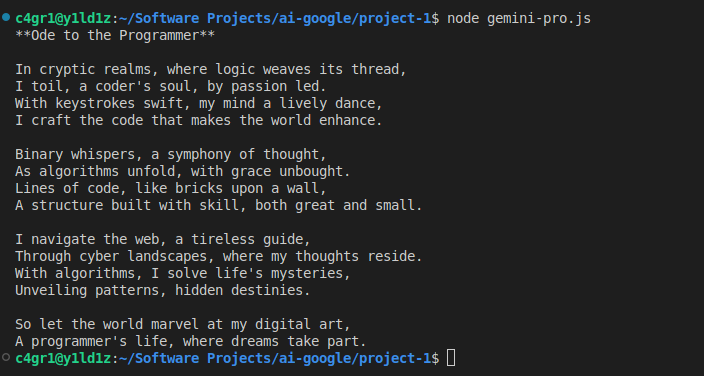 c4gr1@y1ld1z:~/Software Projects/ai-google/project-1$ node gemini-pro.js
**Ode to the Programmer**
In cryptic realms, where logic weaves its thread,
I toil, a coder's soul, by passion led.
With keystrokes swift, my mind a lively dance,
I craft the code that makes the world enhance.
Binary whispers, a symphony of thought,
As algorithms unfold, with grace unbought.
Lines of code, like bricks upon a wall,
A structure built with skill, both great and small.
I navigate the web, a tireless guide,
Through cyber landscapes, where my thoughts reside.
With algorithms, I solve life's mysteries,
Unveiling patterns, hidden destinies.
So let the world marvel at my digital art,
A programmer's life, where dreams take part.
c4gr1@y1ld1z:~/Software Projects/ai-google/project-1$